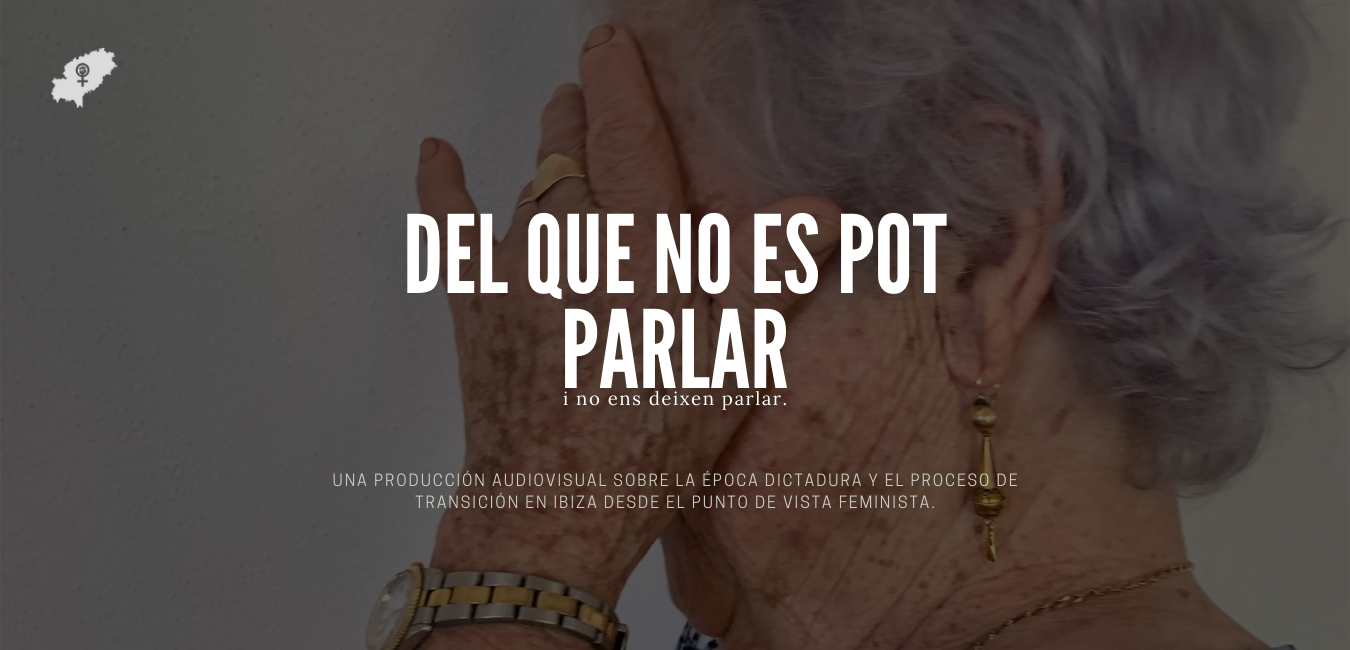 DEL QUE NO ES POT
PARLAR
i no ens deixen parlar.
UNA PRODUCCIÓN AUDIOVISUAL SOBRE LA ÉPOCA DICTADURA Y EL PROCESO DE
TRANSICIÓN EN IBIZA DESDE EL PUNTO DE VISTA FEMINISTA.